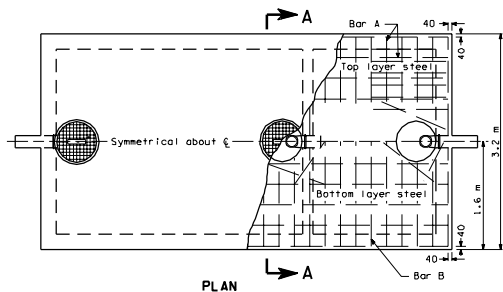 A
Bar A
40
40
Top layer steel
Symmetrical about ℄
3.2 m
1.6 m
Bottom layer steel
40
40
A
Bar B
PLAN